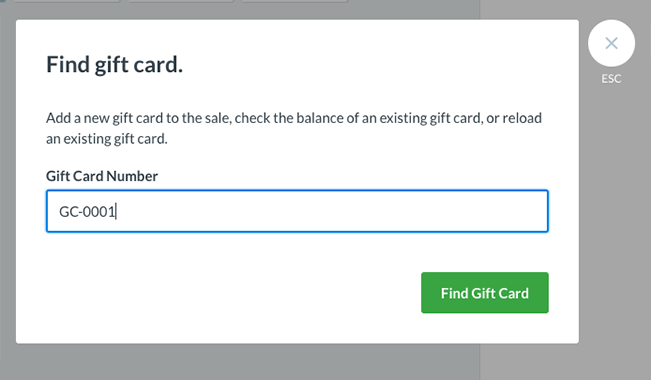 Find gift card.
ESC
Add a new gift card to the sale, check the balance of an existing gift card, or reload
an existing gift card.
Gift Card Number
GC-0001
Find Gift Card